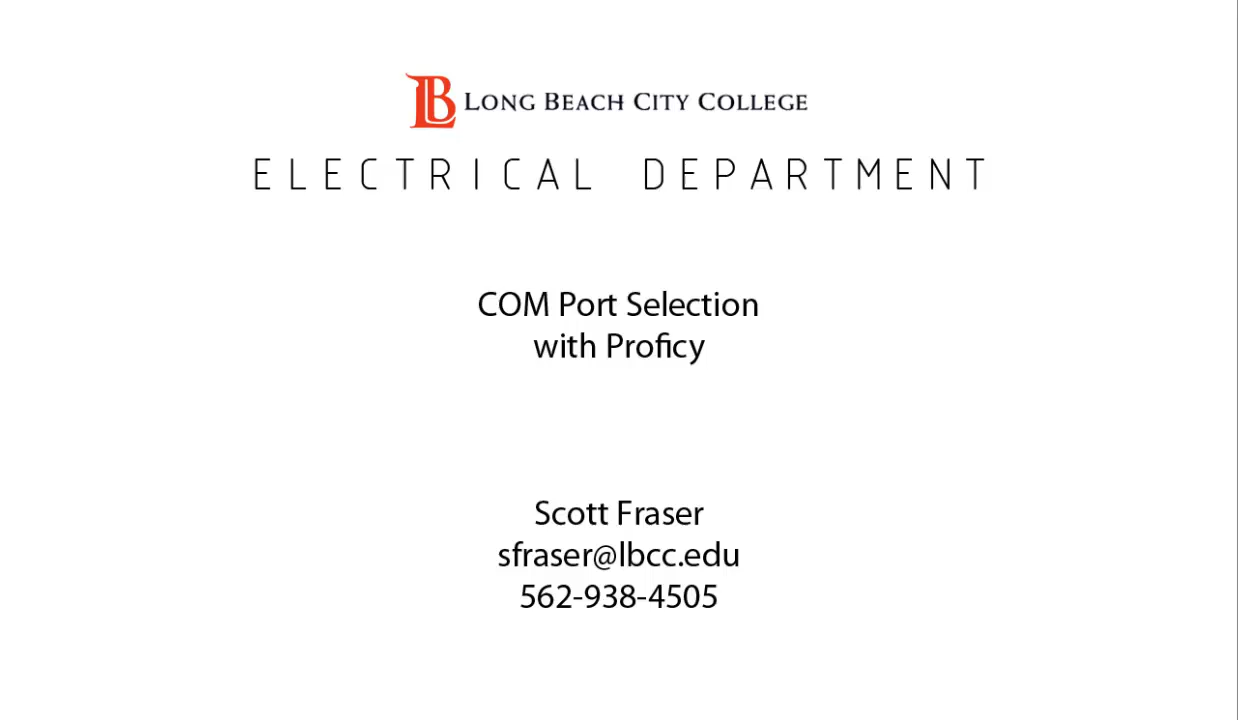 LB LONG BEACH CITY COLLEGE
ELECTRICAL DEPARTMENT
COM Port Selection
with Proficy
Scott Fraser
sfraser@lbcc.edu
562-938-4505